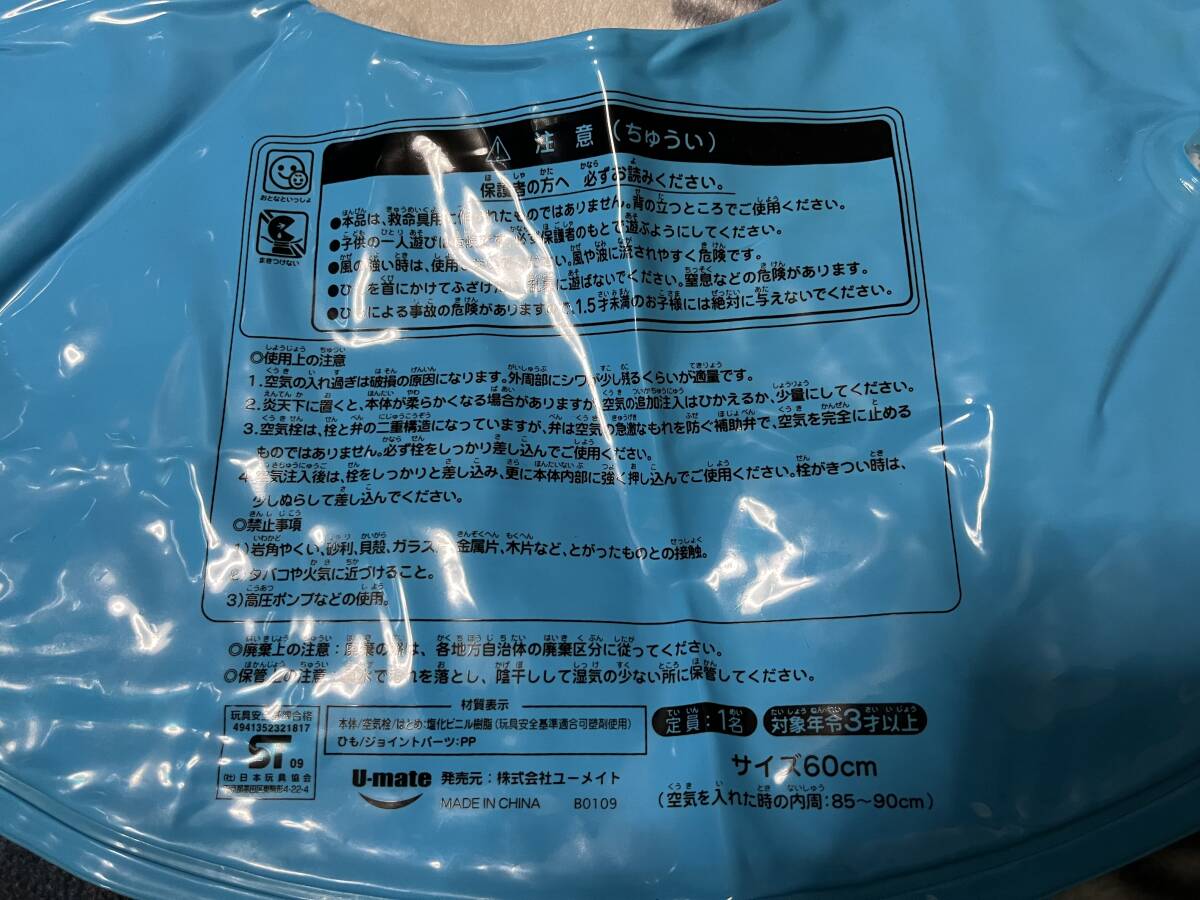 注意(ちゅうい)
保護者の方へ 必ずお読みください。
おとなといっしょ
まきつけない
●本品は、救命具用に れたものではありません。背の立つところでご使用ください。
●子供の一人遊びは 必ず保護者のもとで遊ぶようにしてください。
●風の強い時は、使用 い。風や波に流されやすく危険です。
●ひもを首にかけてふざけた に遊ばないでください。窒息などの危険があります。
●ひもによる事故の危険がありますので、1.5才未満のお子様には絶対に与えないでください。
◎使用上の注意
1.空気の入れ過ぎは破損の原因になります。外周部にシワが少し残るくらいが適量です。
2.炎天下に置くと、本体が柔らかくなる場合がありますが、空気の追加注入はひかえるか、少量にしてください。
3.空気栓は、栓と弁の二重構造になっていますが、弁は空気の急激なもれを防ぐ補助弁で、空気を完全に止める
ものではありません。必ず栓をしっかり差し込んでご使用ください。
4.空気注入後は、栓をしっかりと差し込み、更に本体内部に強く押し込んでご使用ください。栓がきつい時は、
少しぬらして差し込んでください。
◎禁止事項
1)岩角やくい、砂利、貝殻、ガラス、金属片、木片など、とがったものとの接触。
2)タバコや火気に近づけること。
3)高圧ポンプなどの使用。
◎廃棄上の注意:廃棄の際は、各地方自治体の廃棄区分に従ってください。
◎保管上の注意 水で汚れを落とし、陰干しして湿気の少ない所に保管してください。
玩具安全 合格
4941352321817
ST 09
(社)日本玩具協会
東京都墨田区東駒形4-22-4
材質表示
本体/空気栓/はとめ:塩化ビニル樹脂(玩具安全基準適合可塑剤使用)
ひも/ジョイントパーツ:PP
U-mate 発売元:株式会社ユーメイト
MADE IN CHINA B0109
定員:1名
対象年令3才以上
サイズ60cm
(空気を入れた時の内周:85〜90cm)